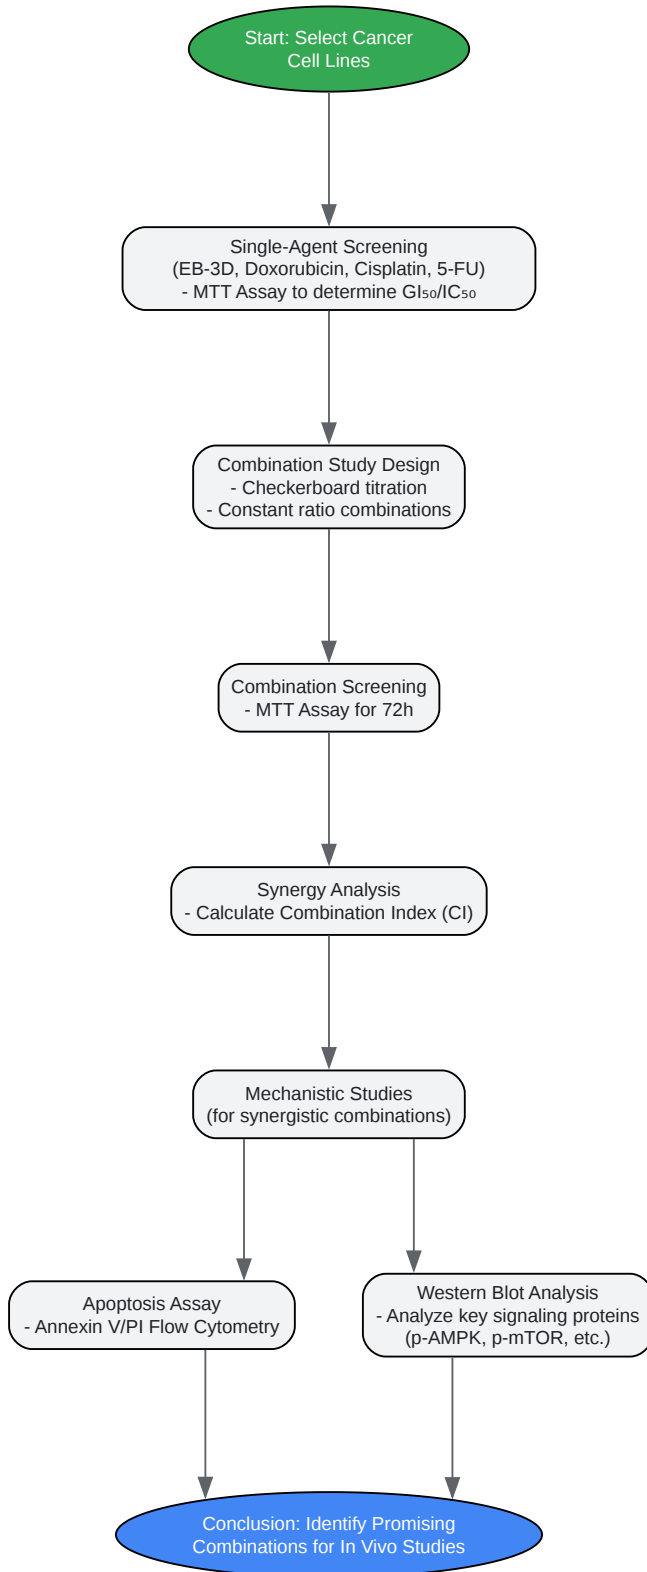 Start: Select Cancer
Cell Lines
Single-Agent Screening
(EB-3D, Doxorubicin, Cisplatin, 5-FU)
- MTT Assay to determine GI₅₀/IC₅₀
Combination Study Design
- Checkerboard titration
- Constant ratio combinations
Combination Screening
- MTT Assay for 72h
Synergy Analysis
- Calculate Combination Index (CI)
Mechanistic Studies
(for synergistic combinations)
Apoptosis Assay
- Annexin V/PI Flow Cytometry
Western Blot Analysis
- Analyze key signaling proteins
(p-AMPK, p-mTOR, etc.)
Conclusion: Identify Promising
Combinations for In Vivo Studies